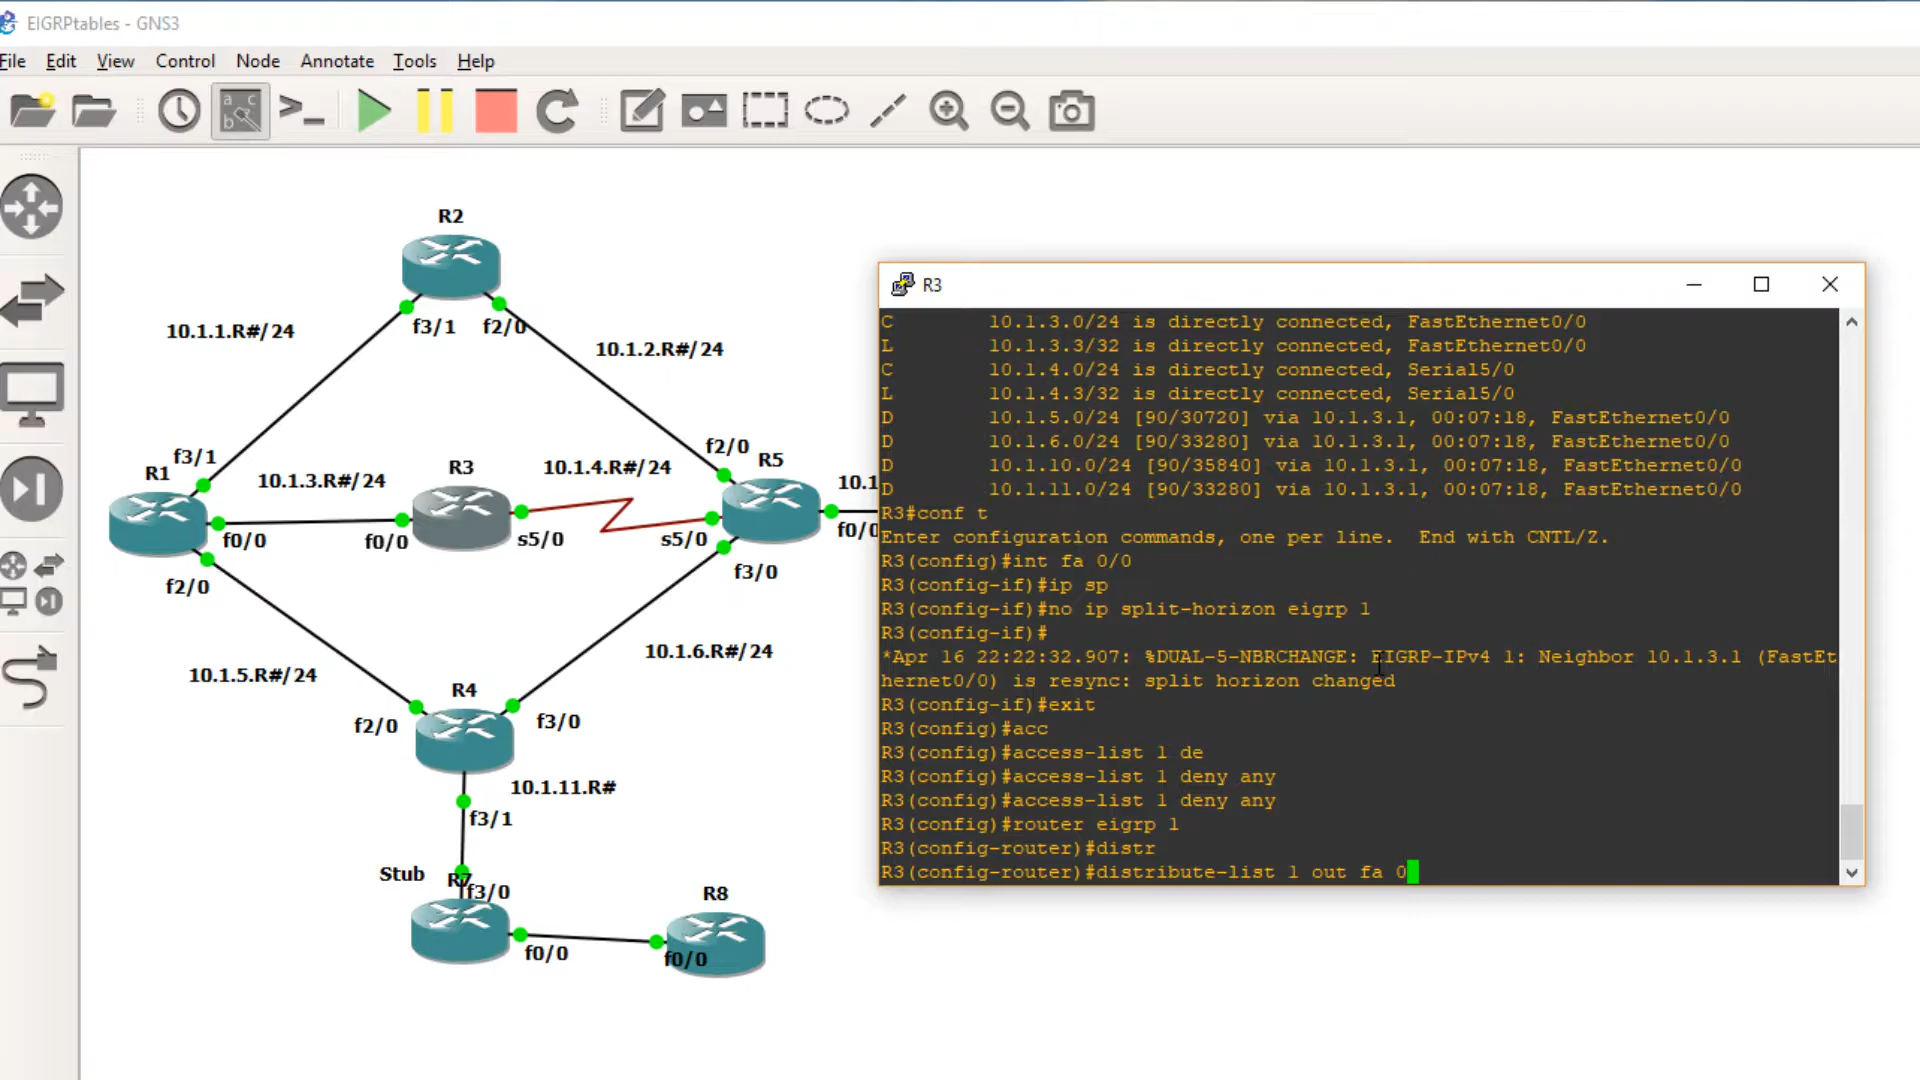 EIGRPtables - GNS3
File Edit View Control Node Annotate Tools Help
R2
f3/1 f2/0
10.1.1.R#/24
10.1.2.R#/24
f3/1
R1
10.1.3.R#/24
R3
10.1.4.R#/24
f2/0
R5
10.1
f0/0
f0/0
s5/0
s5/0
f0/0
f2/0
f3/0
10.1.5.R#/24
10.1.6.R#/24
R4
f2/0
f3/0
10.1.11.R#
f3/1
Stub
R7
f3/0
R8
f0/0
f0/0
R3
C 10.1.3.0/24 is directly connected, FastEthernet0/0
L 10.1.3.3/32 is directly connected, FastEthernet0/0
C 10.1.4.0/24 is directly connected, Serial5/0
L 10.1.4.3/32 is directly connected, Serial5/0
D 10.1.5.0/24 [90/30720] via 10.1.3.1, 00:07:18, FastEthernet0/0
D 10.1.6.0/24 [90/33280] via 10.1.3.1, 00:07:18, FastEthernet0/0
D 10.1.10.0/24 [90/35840] via 10.1.3.1, 00:07:18, FastEthernet0/0
D 10.1.11.0/24 [90/33280] via 10.1.3.1, 00:07:18, FastEthernet0/0
R3#conf t
Enter configuration commands, one per line. End with CNTL/Z.
R3(config)#int fa 0/0
R3(config-if)#ip sp
R3(config-if)#no ip split-horizon eigrp 1
R3(config-if)#
*Apr 16 22:22:32.907: %DUAL-5-NBRCHANGE: EIGRP-IPv4 1: Neighbor 10.1.3.1 (FastEt
hernet0/0) is resync: split horizon changed
R3(config-if)#exit
R3(config)#acc
R3(config)#access-list 1 de
R3(config)#access-list 1 deny any
R3(config)#access-list 1 deny any
R3(config)#router eigrp 1
R3(config-router)#distr
R3(config-router)#distribute-list 1 out fa 0